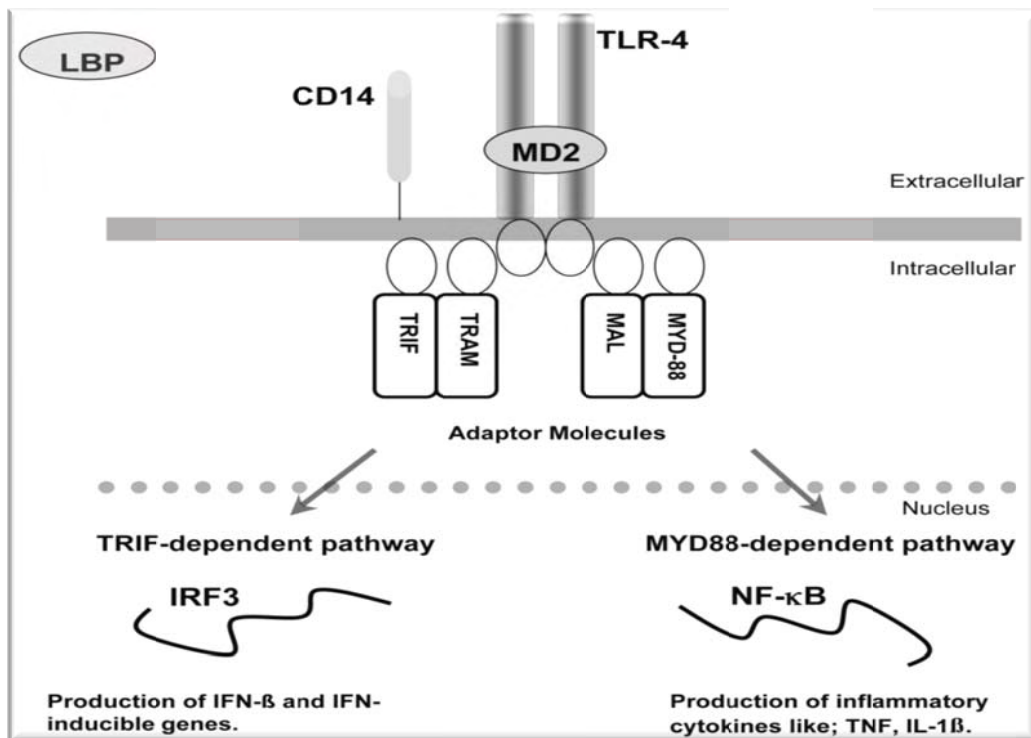 LBP
CD14
TLR-4
MD2
Extracellular
Intracellular
TRIF
TRAM
MAL
MYD-88
Adaptor Molecules
Nucleus
TRIF-dependent pathway
MYD88-dependent pathway
IRF3
NF-κB
Production of IFN-ß and IFN-
inducible genes.
Production of inflammatory
cytokines like; TNF, IL-1ß.